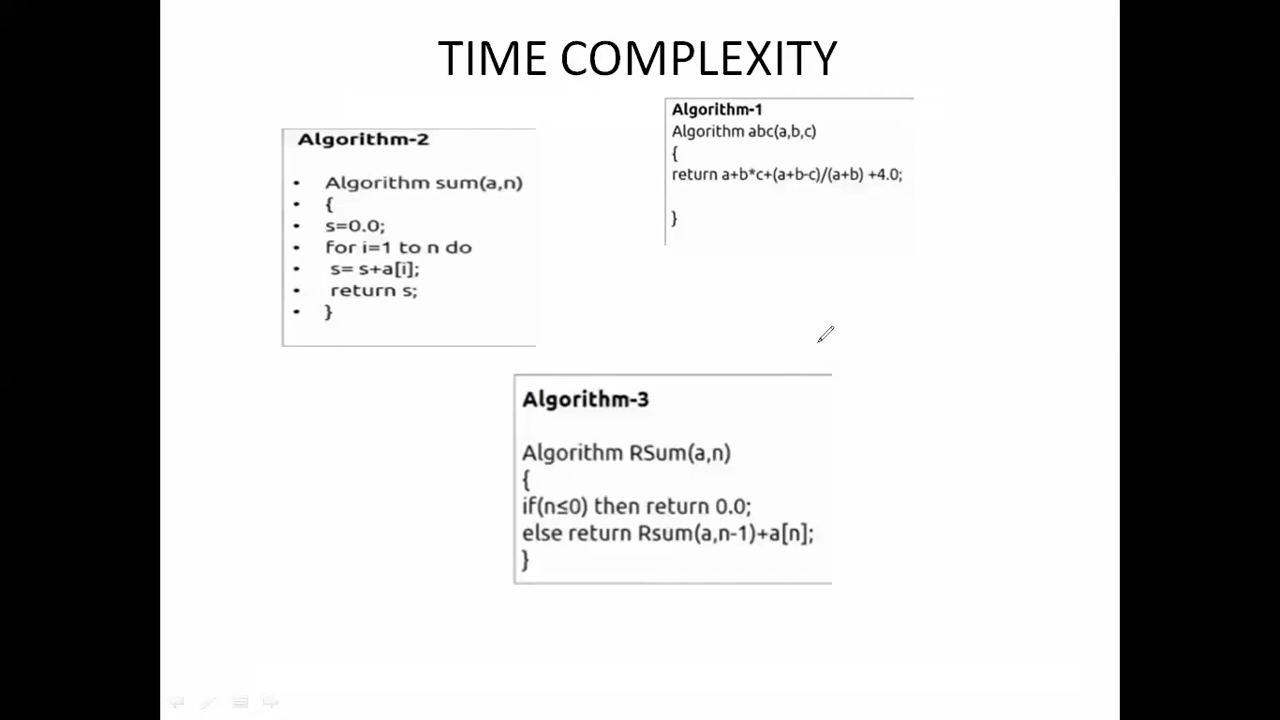 TIME COMPLEXITY
Algorithm-2
• Algorithm sum(a,n)
• {
• s=0.0;
• for i=1 to n do
• s= s+a[i];
• return s;
• }
Algorithm-1
Algorithm abc(a,b,c)
{
return a+b*c+(a+b-c)/(a+b) +4.0;
}
Algorithm-3
Algorithm RSum(a,n)
{
if(n≤0) then return 0.0;
else return Rsum(a,n-1)+a[n];
}